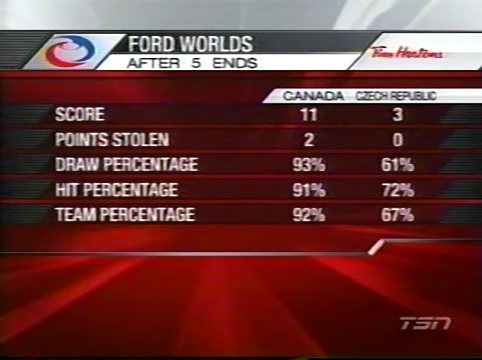 FORD WORLDS
AFTER 5 ENDS
Tim Hortons
CANADA CZECH REPUBLIC
SCORE 11 3
POINTS STOLEN 2 0
DRAW PERCENTAGE 93% 61%
HIT PERCENTAGE 91% 72%
TEAM PERCENTAGE 92% 67%
TSN